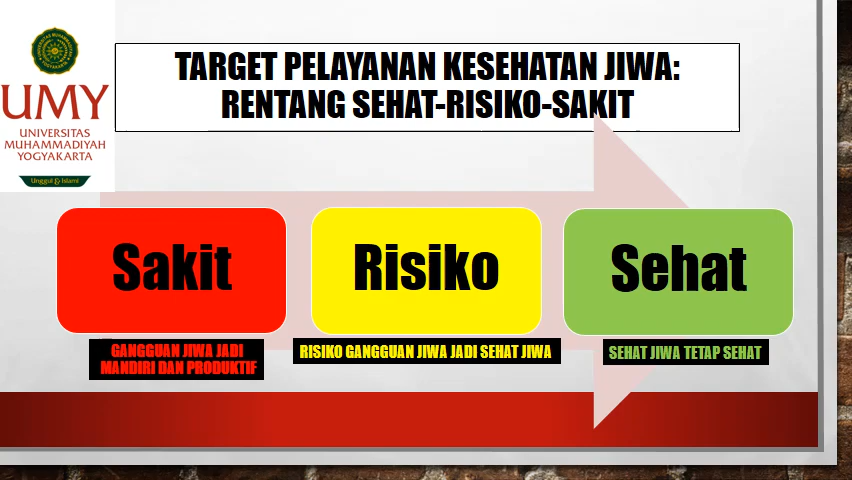 UMY
UNIVERSITAS
MUHAMMADIYAH
YOGYAKARTA
Unggul & Islami
TARGET PELAYANAN KESEHATAN JIWA:
RENTANG SEHAT-RISIKO-SAKIT
Sakit
Risiko
Sehat
GANGGUAN JIWA JADI
MANDIRI DAN PRODUKTIF
RISIKO GANGGUAN JIWA JADI SEHAT JIWA
SEHAT JIWA TETAP SEHAT